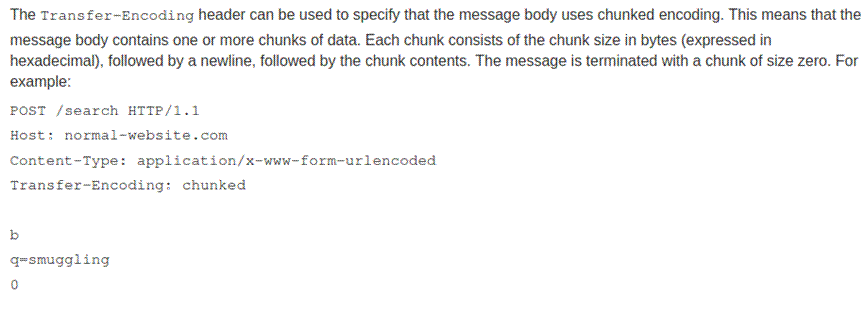 The Transfer-Encoding header can be used to specify that the message body uses chunked encoding. This means that the
message body contains one or more chunks of data. Each chunk consists of the chunk size in bytes (expressed in
hexadecimal), followed by a newline, followed by the chunk contents. The message is terminated with a chunk of size zero. For
example:
POST /search HTTP/1.1
Host: normal-website.com
Content-Type: application/x-www-form-urlencoded
Transfer-Encoding: chunked

b
q=smuggling
0